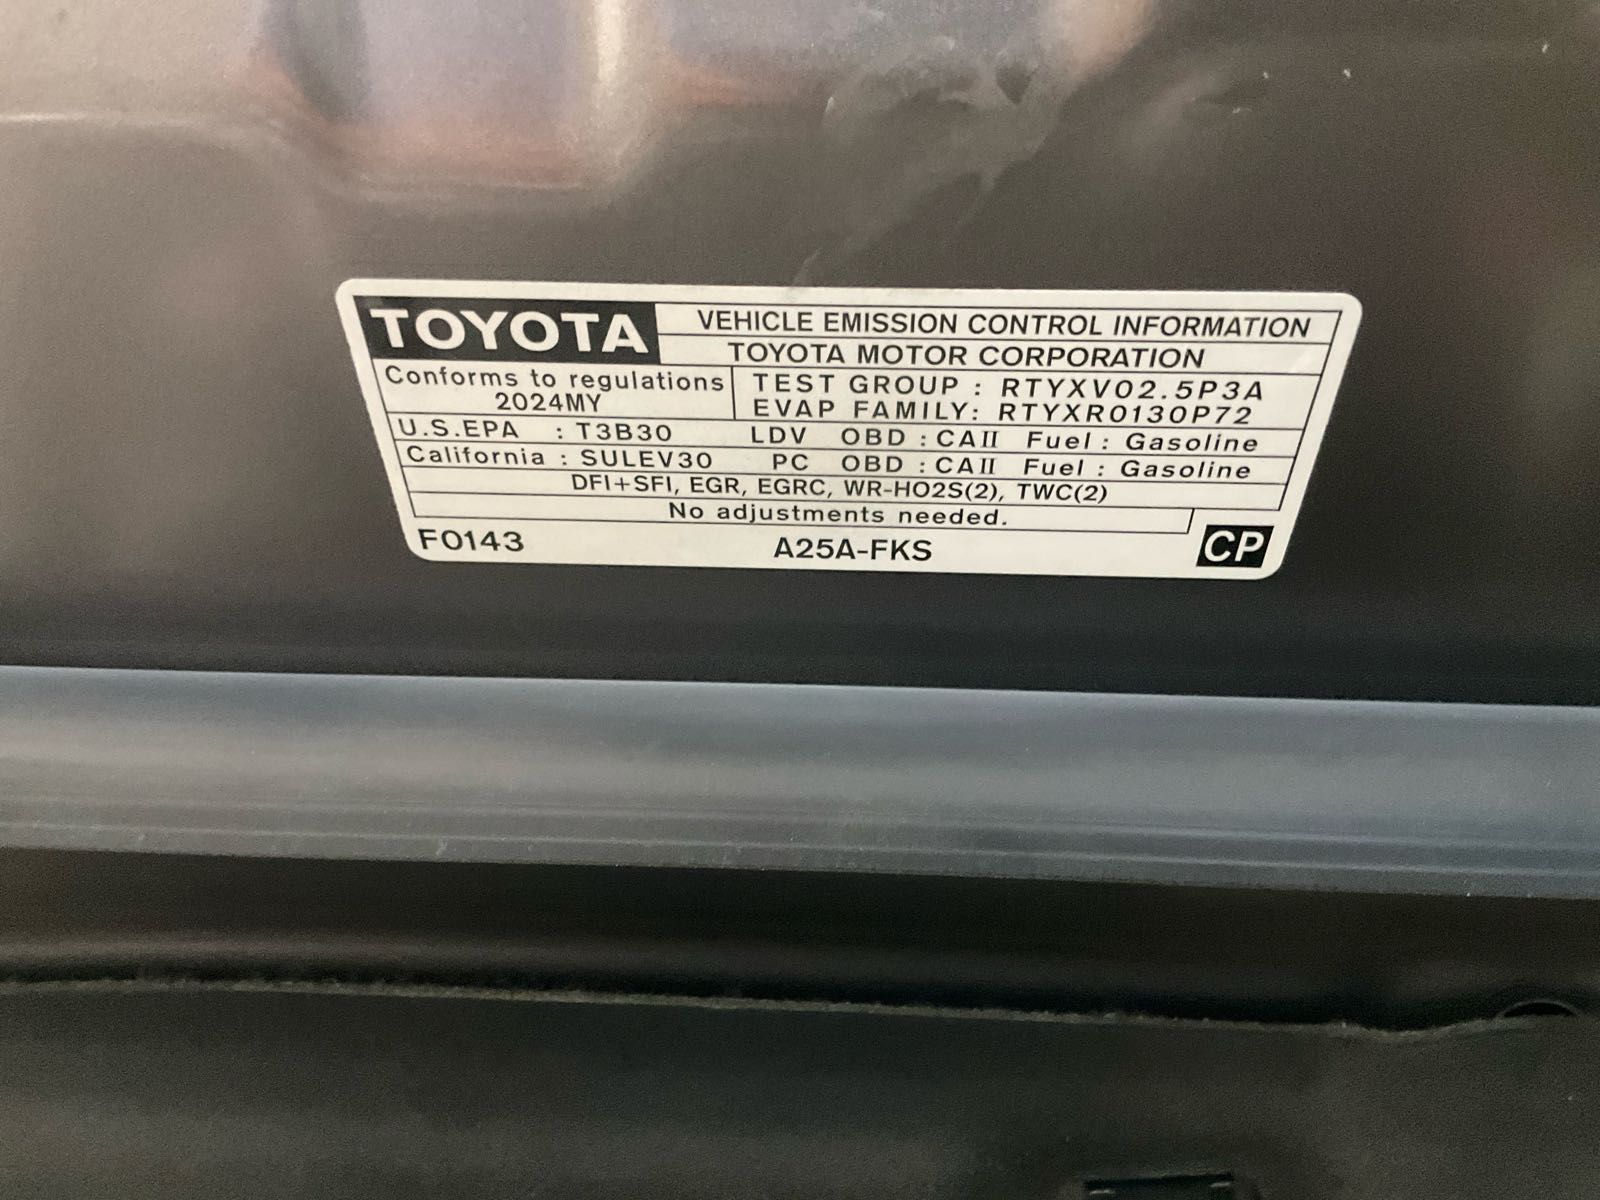 TOYOTA
VEHICLE EMISSION CONTROL INFORMATION
TOYOTA MOTOR CORPORATION
Conforms to regulations
2024MY
TEST GROUP : RTYXV02.5P3A
EVAP FAMILY: RTYXR0130P72
U.S.EPA : T3B30 LDV OBD : CAII Fuel : Gasoline
California : SULEV30 PC OBD : CAII Fuel : Gasoline
DFI+SFI, EGR, EGRC, WR-HO2S(2), TWC(2)
No adjustments needed.
F0143 A25A-FKS CP